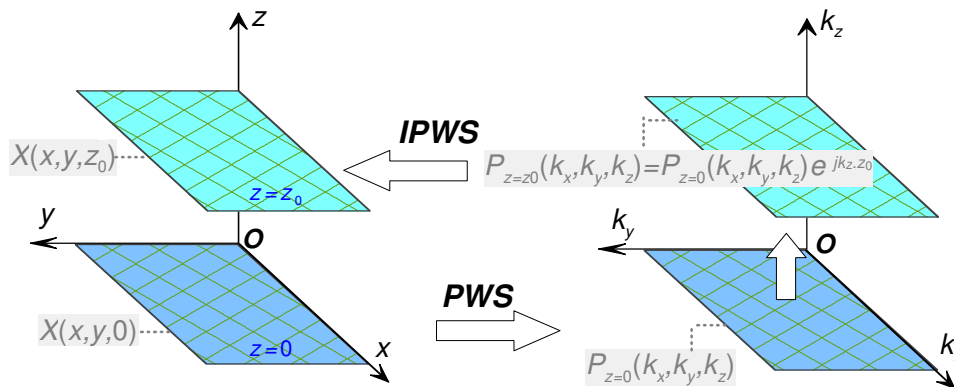 z
k_z
IPWS
X(x,y,z_0)
P_{z=z0}(k_x,k_y,k_z)=P_{z=0}(k_x,k_y,k_z)e^{jk_z.z_0}
z=z_0
y
O
k_y
O
PWS
X(x,y,0)
z=0
x
P_{z=0}(k_x,k_y,k_z)
k